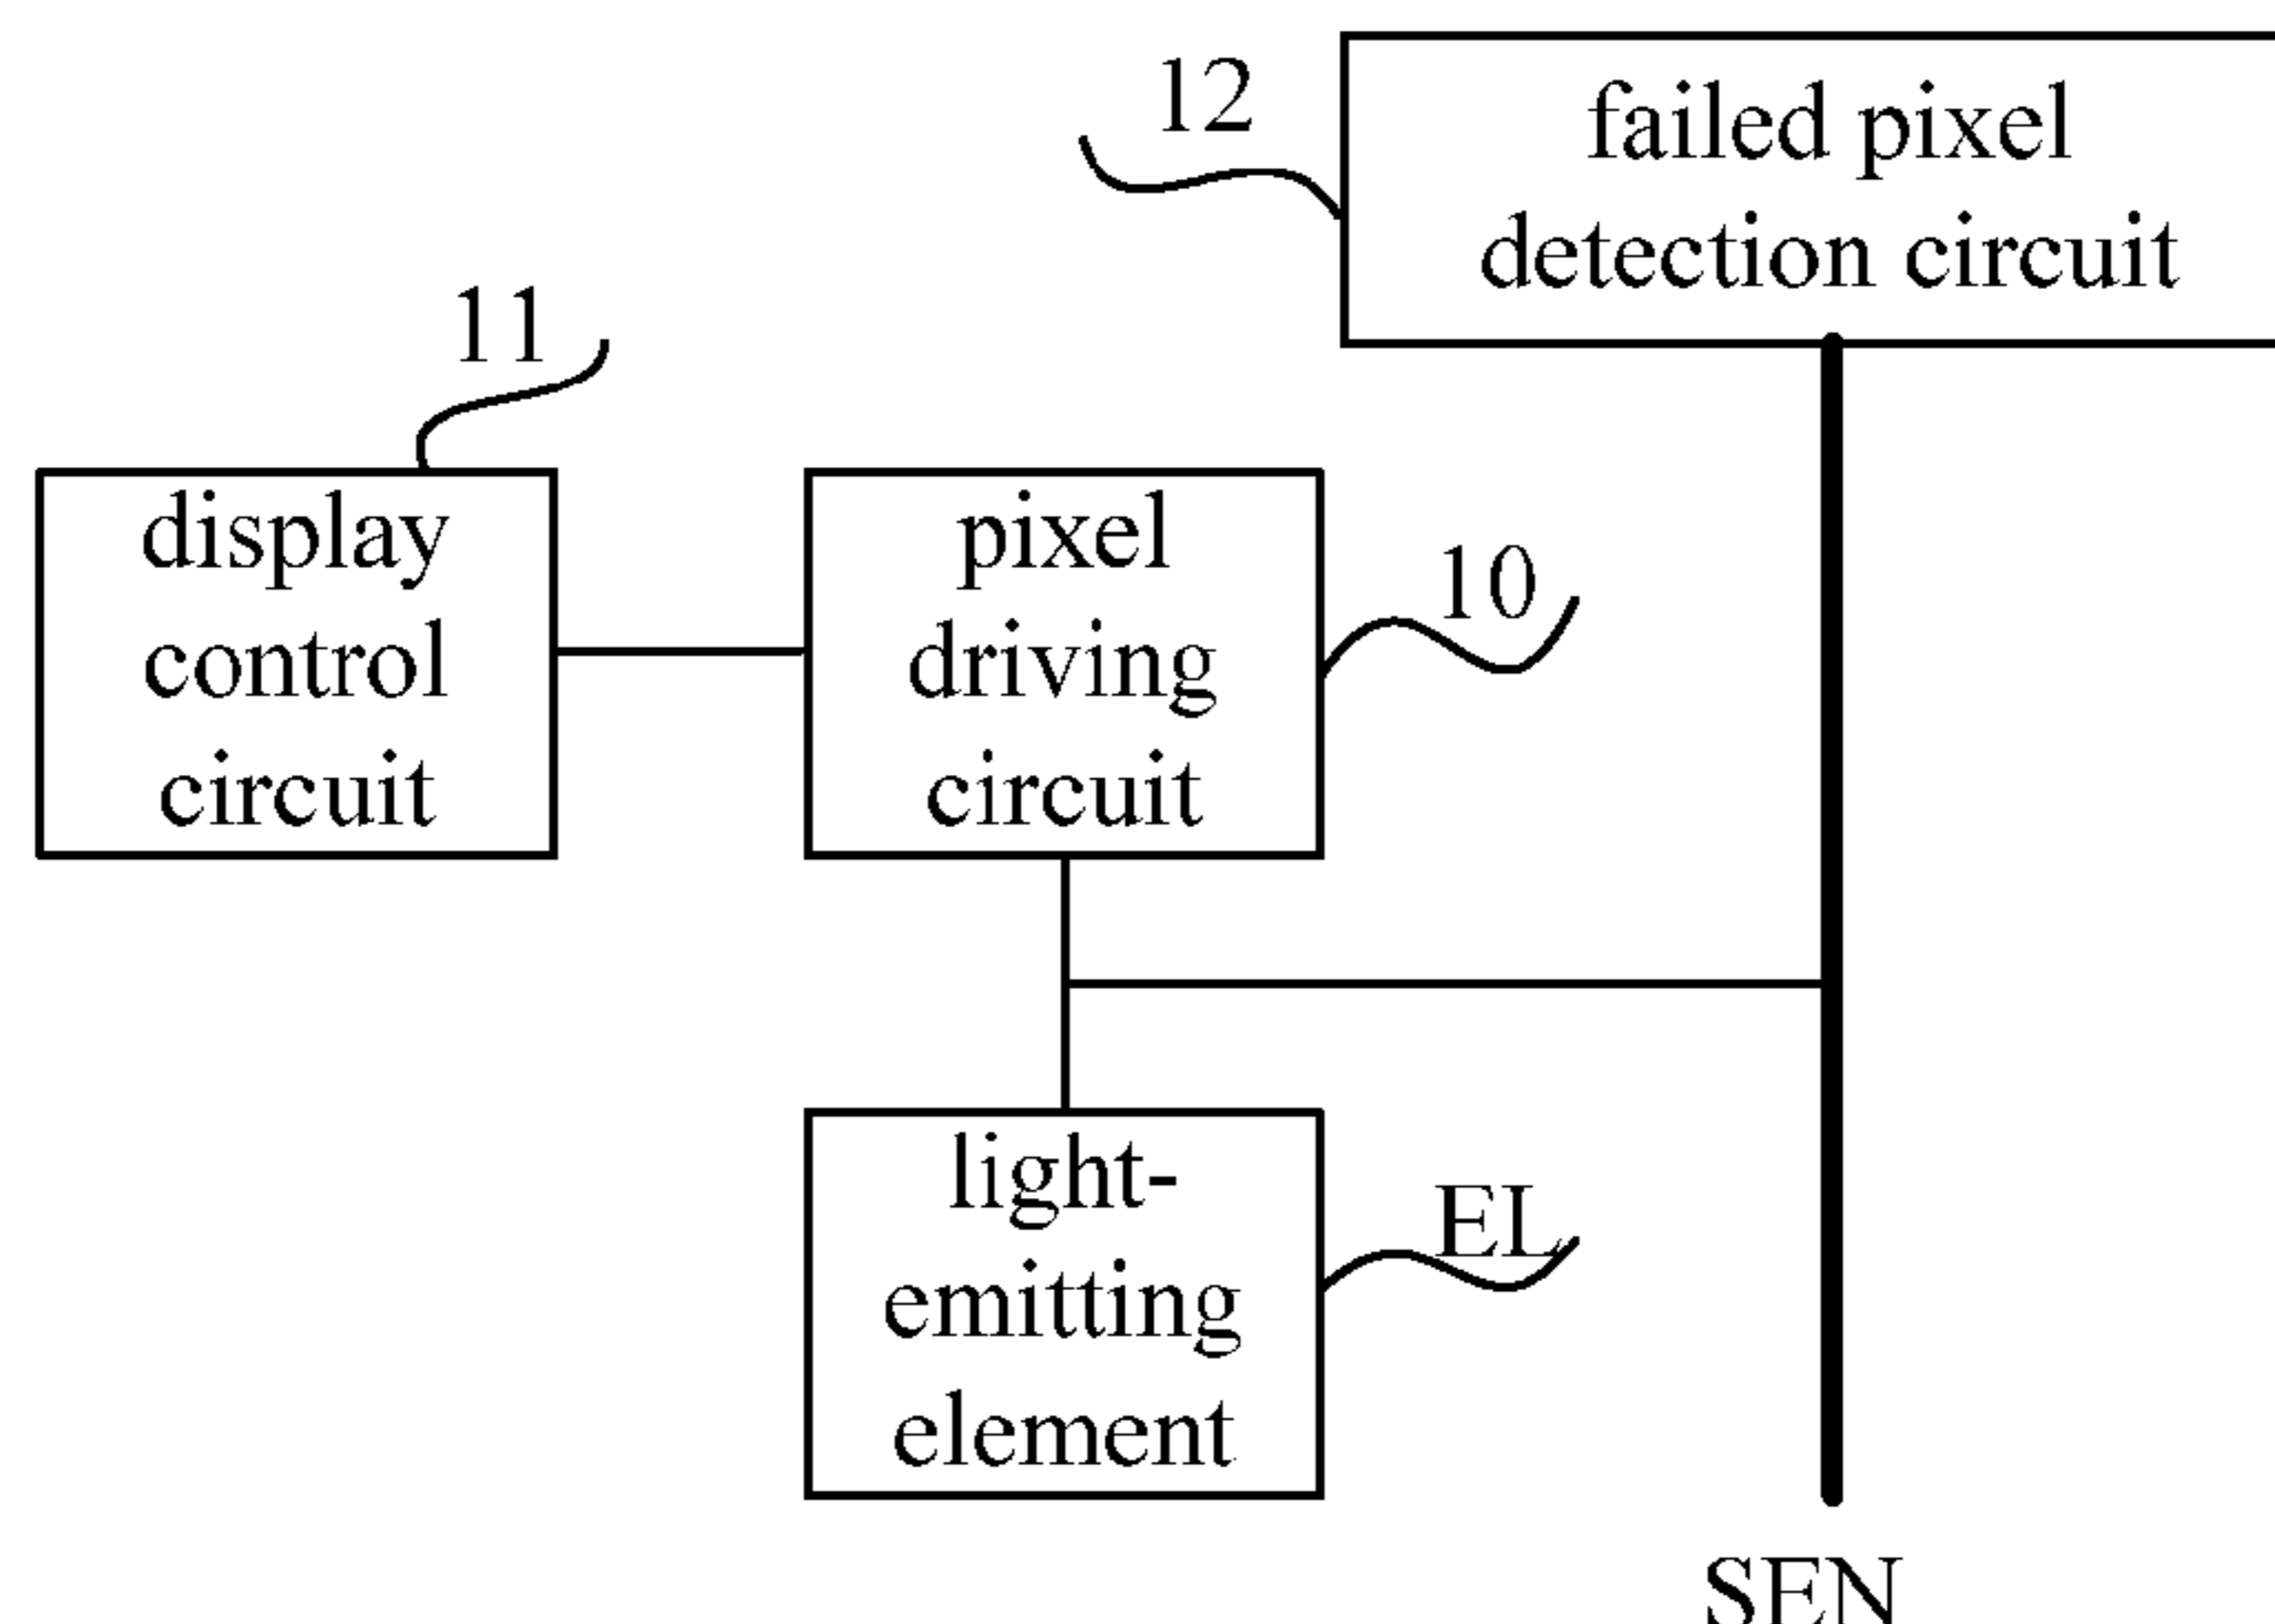 12
failed pixel
detection circuit
11
display
control
circuit
pixel
driving
circuit
10
light-
emitting
element
EL
SEN